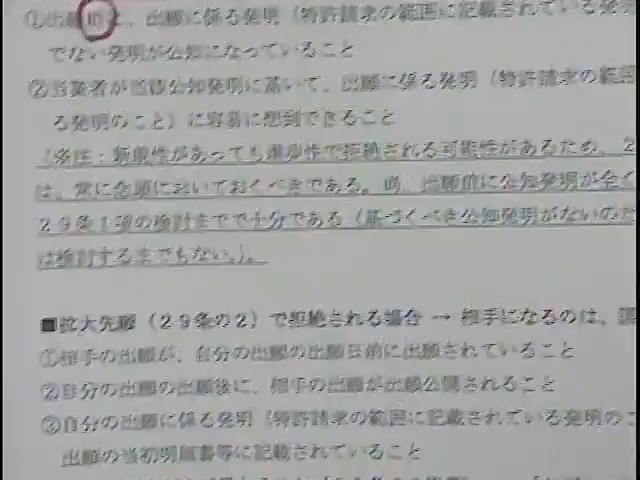 ①出願前に、出願に係る発明（特許請求の範囲に記載されている発明
でない発明が公知になっていること
②当業者が当該公知発明に基いて、出願に係る発明（特許請求の範囲
る発明のこと）に容易に想到できること
新規性があっても進歩性で拒絶される可能性があるため、2
は、常に念頭においておくべきである。尚、出願前に公知発明が全く
29条1項の検討までで十分である（基づくべき公知発明がないのだ
は検討するまでもない。）。
■拡大先願（29条の2）で拒絶される場合 → 相手になるのは、
①相手の出願が、自分の出願の出願日前に出願されていること
②自分の出願の出願後に、相手の出願が出願公開されること
③自分の出願に係る発明（特許請求の範囲に記載されている発明のこ
出願の当初明細書等に記載されていること